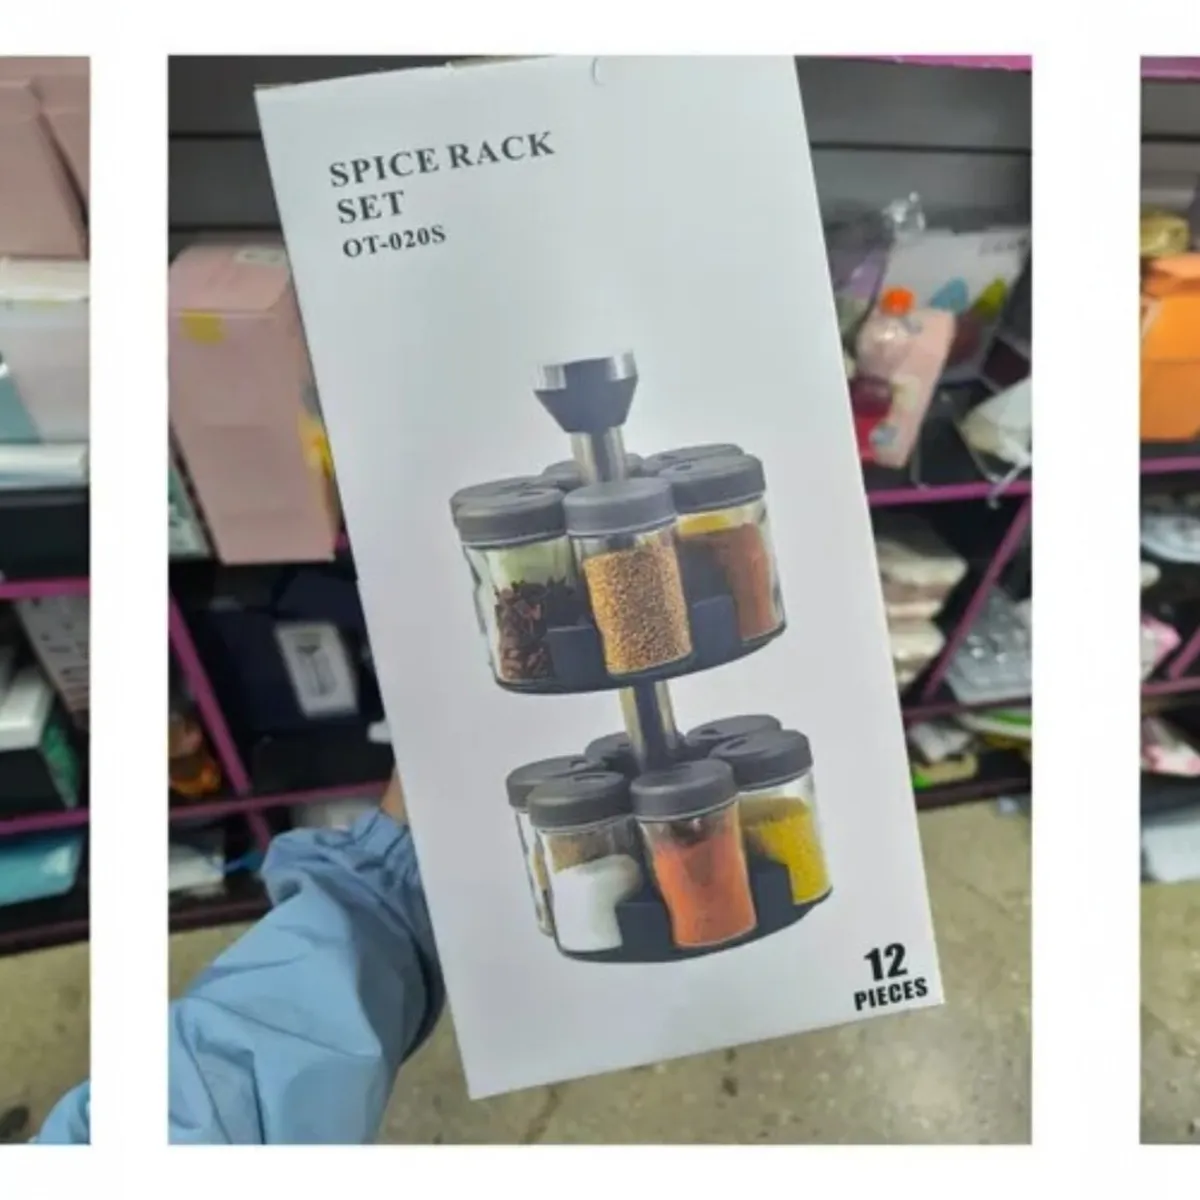 SPICE RACK
SET
OT-020S
12
PIECES